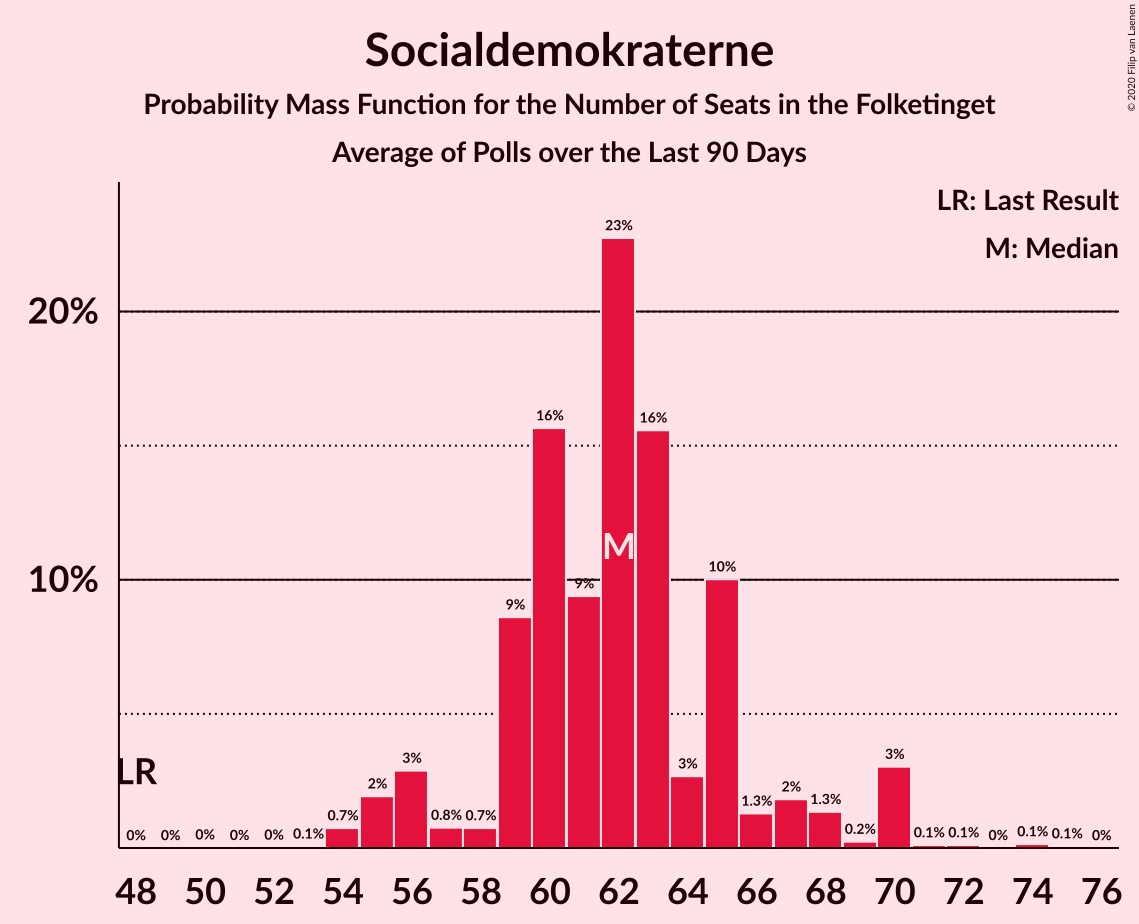 Socialdemokraterne
Probability Mass Function for the Number of Seats in the Folketinget
Average of Polls over the Last 90 Days
© 2020 Filip van Laenen
LR: Last Result
M: Median
20%
10%
LR
M
0% 0% 0% 0% 0% 0.1% 0.7% 2% 3% 0.8% 0.7% 9% 16% 9% 23% 16% 3% 10% 1.3% 2% 1.3% 0.2% 3% 0.1% 0.1% 0% 0.1% 0.1% 0%
48 50 52 54 56 58 60 62 64 66 68 70 72 74 76